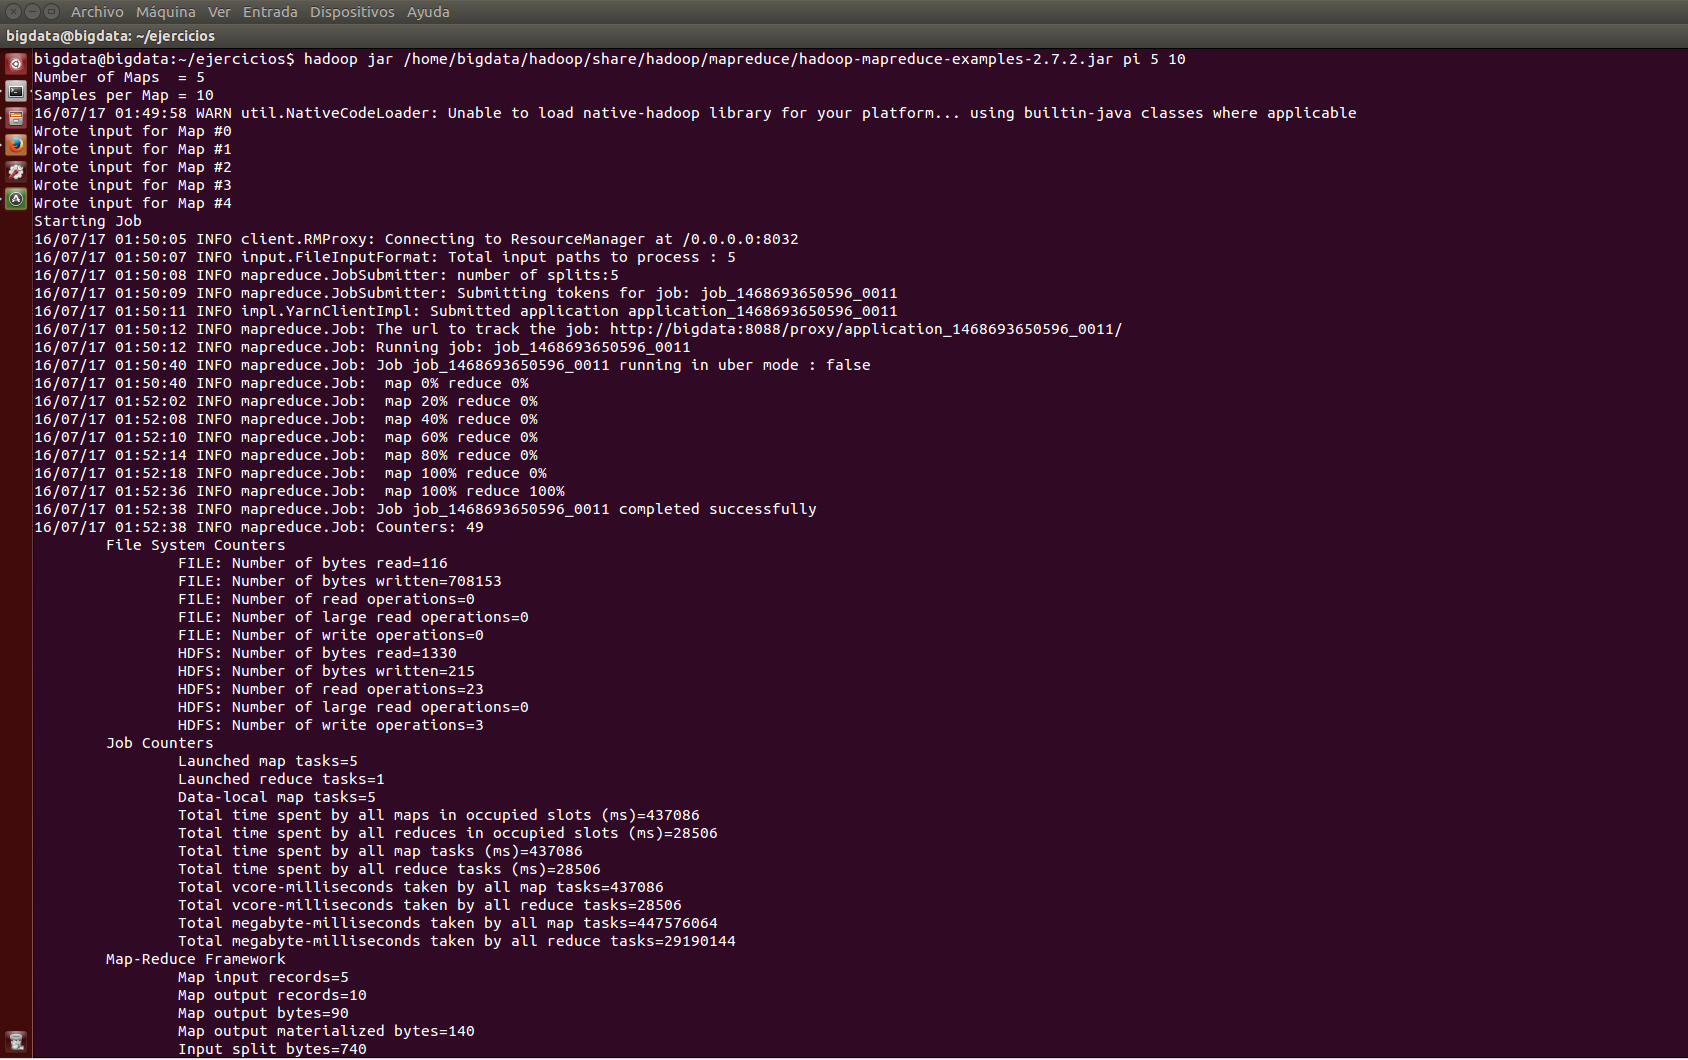 Archivo Máquina Ver Entrada Dispositivos Ayuda
bigdata@bigdata: ~/ejercicios
bigdata@bigdata:~/ejercicios$ hadoop jar /home/bigdata/hadoop/share/hadoop/mapreduce/hadoop-mapreduce-examples-2.7.2.jar pi 5 10
Number of Maps  = 5
Samples per Map = 10
16/07/17 01:49:58 WARN util.NativeCodeLoader: Unable to load native-hadoop library for your platform... using builtin-java classes where applicable
Wrote input for Map #0
Wrote input for Map #1
Wrote input for Map #2
Wrote input for Map #3
Wrote input for Map #4
Starting Job
16/07/17 01:50:05 INFO client.RMProxy: Connecting to ResourceManager at /0.0.0.0:8032
16/07/17 01:50:07 INFO input.FileInputFormat: Total input paths to process : 5
16/07/17 01:50:08 INFO mapreduce.JobSubmitter: number of splits:5
16/07/17 01:50:09 INFO mapreduce.JobSubmitter: Submitting tokens for job: job_1468693650596_0011
16/07/17 01:50:11 INFO impl.YarnClientImpl: Submitted application application_1468693650596_0011
16/07/17 01:50:12 INFO mapreduce.Job: The url to track the job: http://bigdata:8088/proxy/application_1468693650596_0011/
16/07/17 01:50:12 INFO mapreduce.Job: Running job: job_1468693650596_0011
16/07/17 01:50:40 INFO mapreduce.Job: Job job_1468693650596_0011 running in uber mode : false
16/07/17 01:50:40 INFO mapreduce.Job:  map 0% reduce 0%
16/07/17 01:52:02 INFO mapreduce.Job:  map 20% reduce 0%
16/07/17 01:52:08 INFO mapreduce.Job:  map 40% reduce 0%
16/07/17 01:52:10 INFO mapreduce.Job:  map 60% reduce 0%
16/07/17 01:52:14 INFO mapreduce.Job:  map 80% reduce 0%
16/07/17 01:52:18 INFO mapreduce.Job:  map 100% reduce 0%
16/07/17 01:52:36 INFO mapreduce.Job:  map 100% reduce 100%
16/07/17 01:52:38 INFO mapreduce.Job: Job job_1468693650596_0011 completed successfully
16/07/17 01:52:38 INFO mapreduce.Job: Counters: 49
File System Counters
FILE: Number of bytes read=116
FILE: Number of bytes written=708153
FILE: Number of read operations=0
FILE: Number of large read operations=0
FILE: Number of write operations=0
HDFS: Number of bytes read=1330
HDFS: Number of bytes written=215
HDFS: Number of read operations=23
HDFS: Number of large read operations=0
HDFS: Number of write operations=3
Job Counters
Launched map tasks=5
Launched reduce tasks=1
Data-local map tasks=5
Total time spent by all maps in occupied slots (ms)=437086
Total time spent by all reduces in occupied slots (ms)=28506
Total time spent by all map tasks (ms)=437086
Total time spent by all reduce tasks (ms)=28506
Total vcore-milliseconds taken by all map tasks=437086
Total vcore-milliseconds taken by all reduce tasks=28506
Total megabyte-milliseconds taken by all map tasks=447576064
Total megabyte-milliseconds taken by all reduce tasks=29190144
Map-Reduce Framework
Map input records=5
Map output records=10
Map output bytes=90
Map output materialized bytes=140
Input split bytes=740